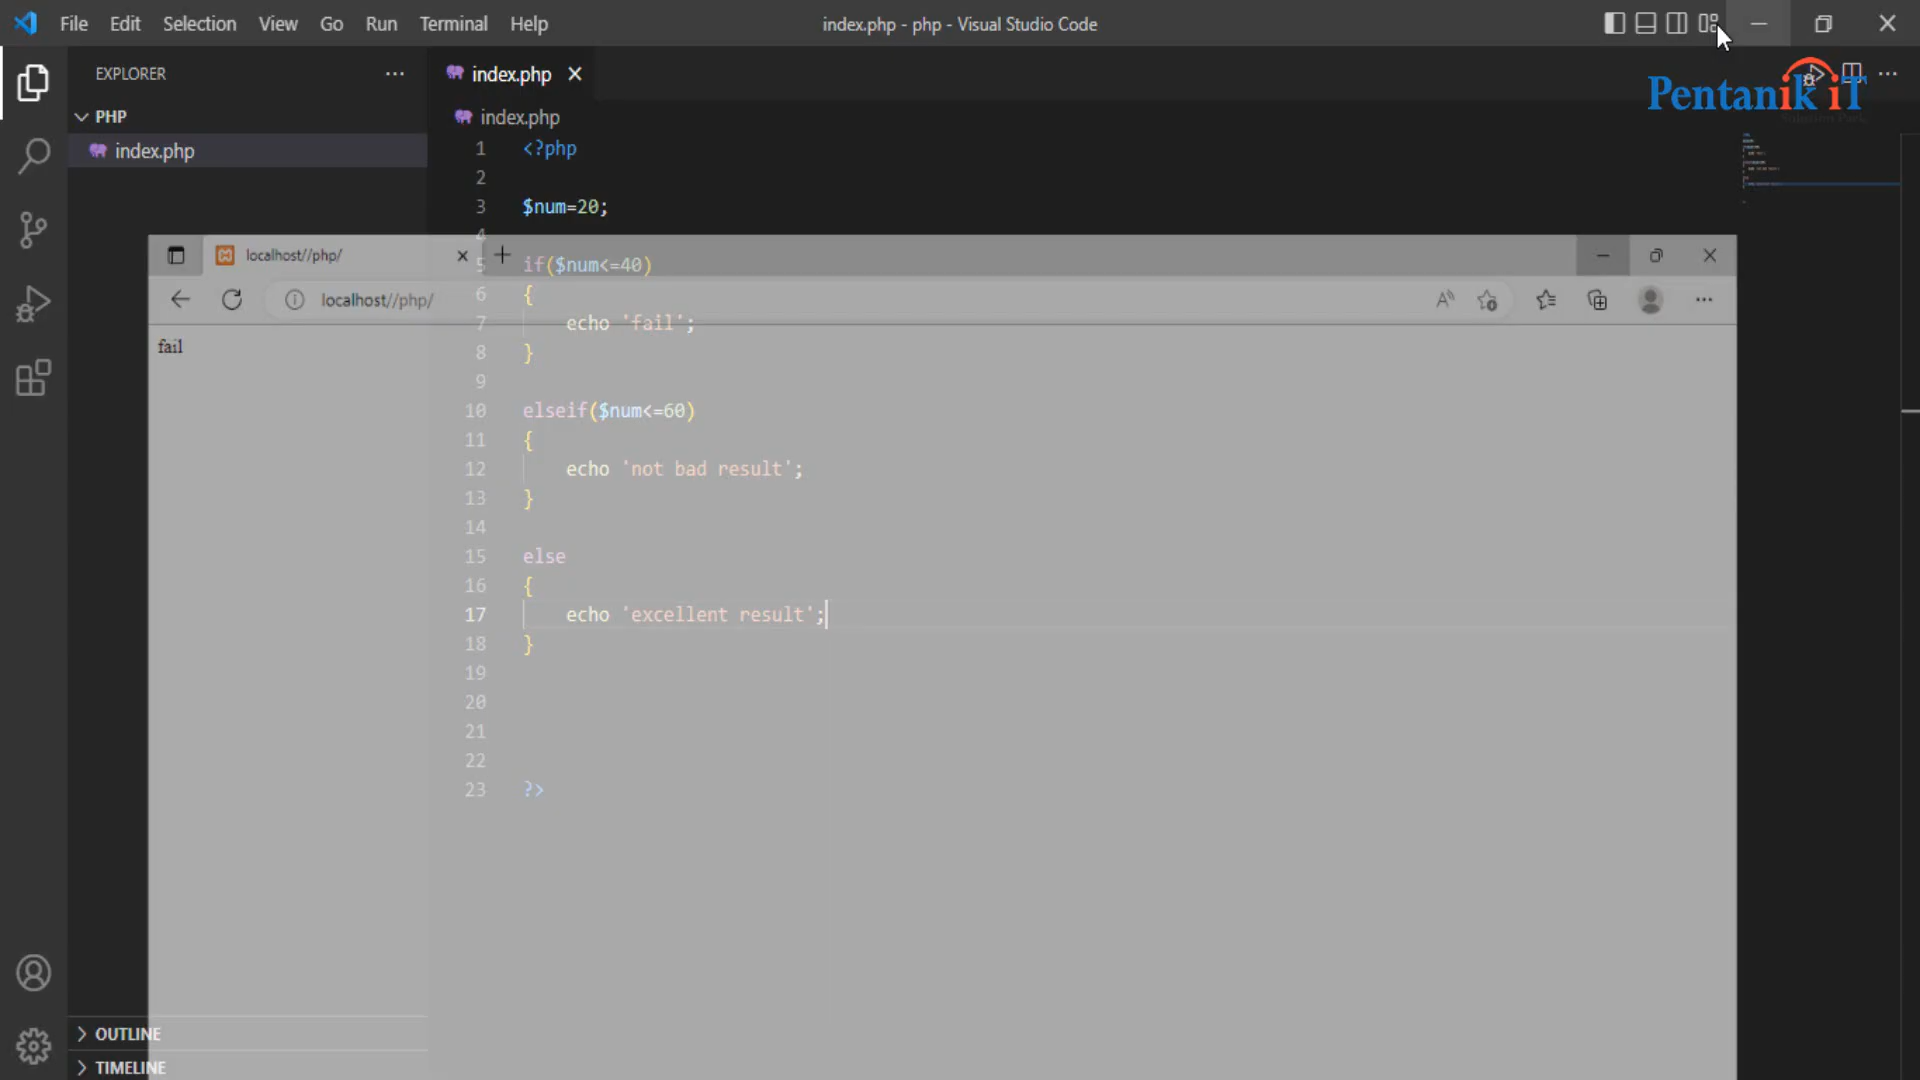 File Edit Selection View Go Run Terminal Help
index.php - php - Visual Studio Code
EXPLORER
index.php
Pentanik iT
Solution Park
PHP
index.php
index.php
1 <?php
2
3 $num=20;
4
localhost//php/
5 if($num<=40)
6 {
localhost//php/
7 echo 'fail';
fail
8 }
9
10 elseif($num<=60)
11 {
12 echo 'not bad result';
13 }
14
15 else
16 {
17 echo 'excellent result';
18 }
19
20
21
22
23 ?>
OUTLINE
TIMELINE